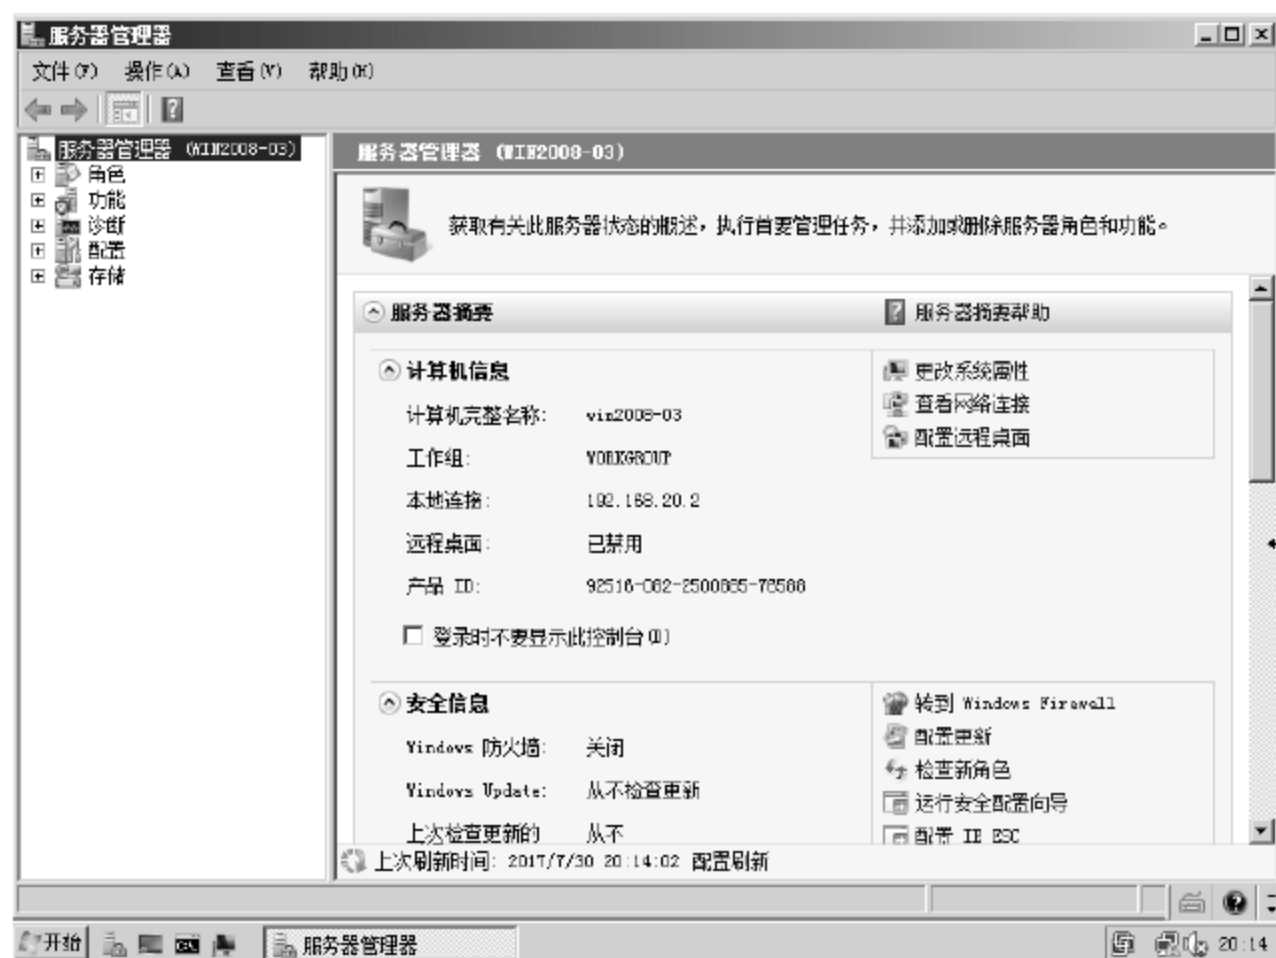 服务器管理器
文件(F) 操作(A) 查看(V) 帮助(H)
服务器管理器 (WIN2008-03)
角色
功能
诊断
配置
存储
服务器管理器 (WIN2008-03)
获取有关此服务器状态的概述，执行首要管理任务，并添加或删除服务器角色和功能。
服务器摘要
服务器摘要帮助
计算机信息
计算机完整名称: win2008-03
工作组: WORKGROUP
本地连接: 192.168.20.2
远程桌面: 已禁用
产品 ID:
登录时不要显示此控制台(D)
更改系统属性
查看网络连接
配置远程桌面
安全信息
Windows 防火墙: 关闭
Windows Update: 从不检查更新
上次检查更新的 从不
转到 Windows Firewall
配置更新
检查新角色
运行安全配置向导
配置 IE ESC
上次刷新时间: 2017/7/30 20:14:02 配置刷新
开始
服务器管理器
20:14